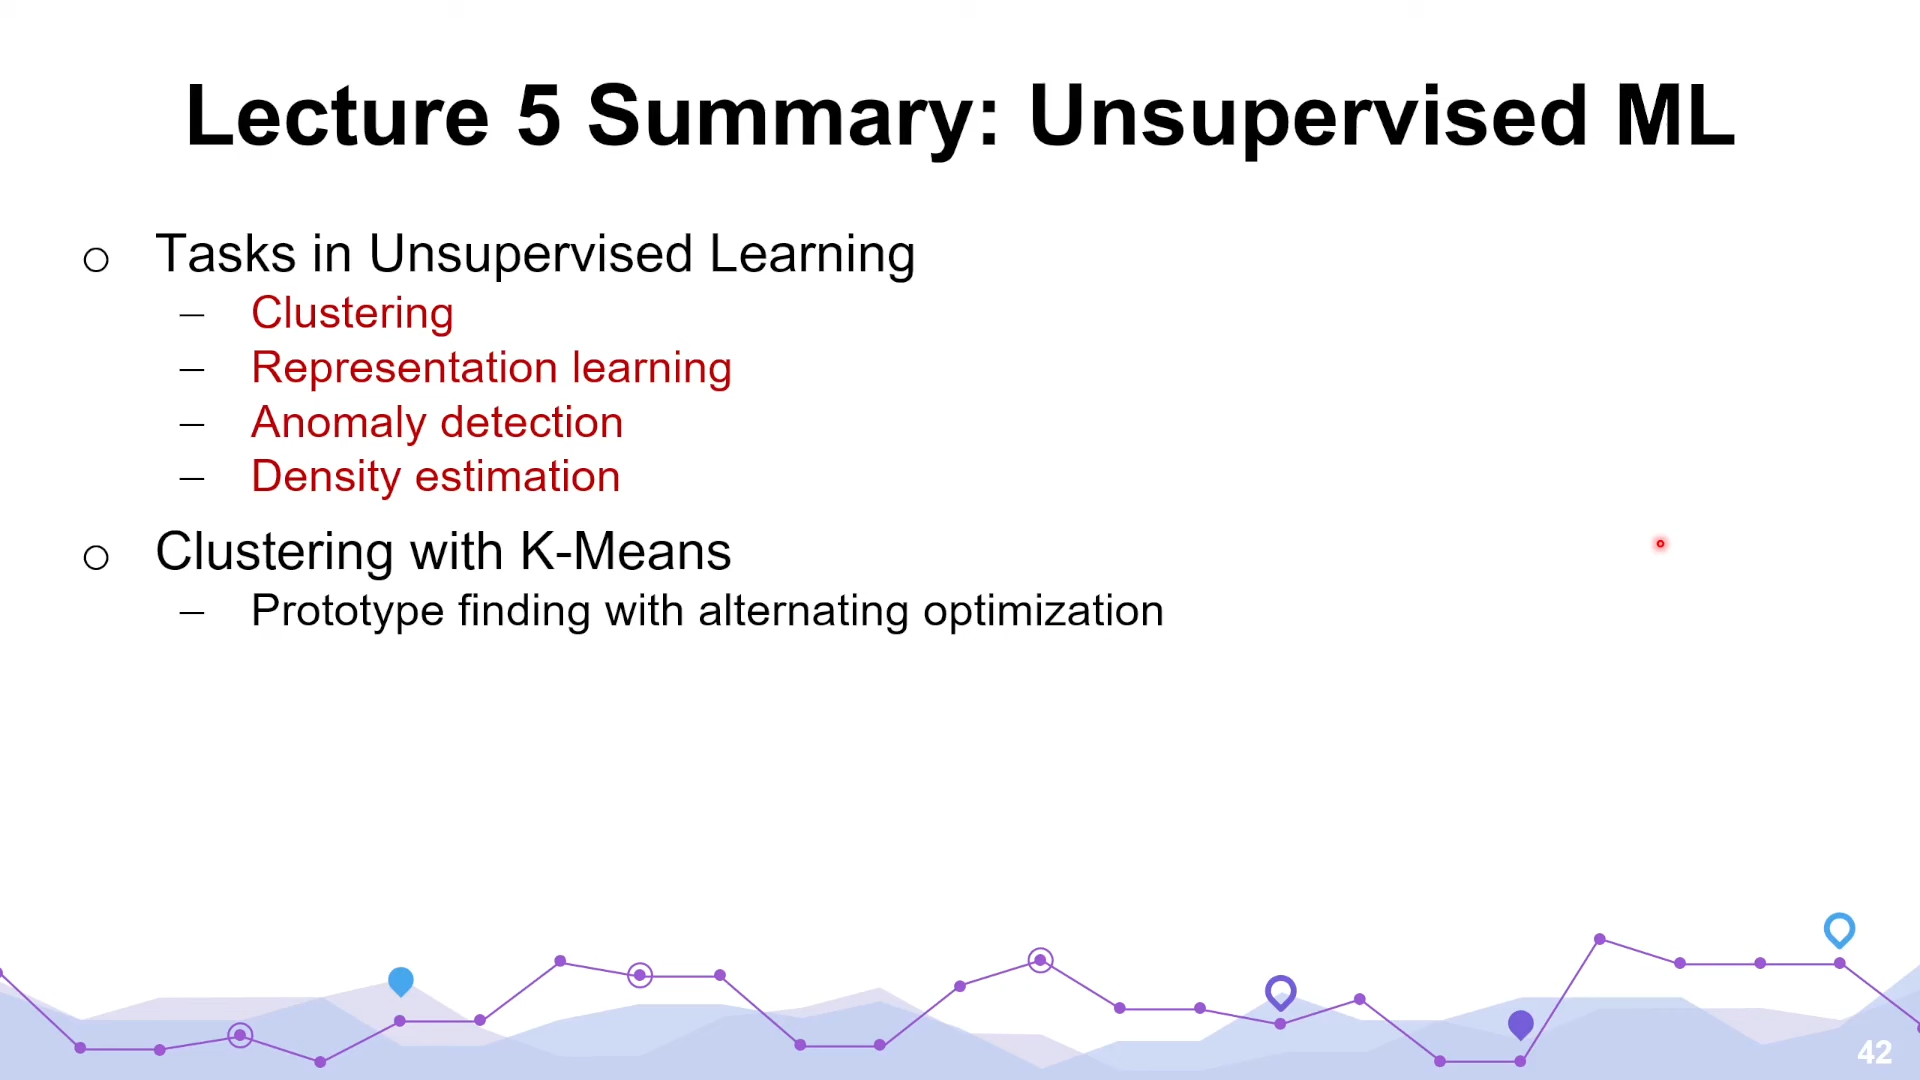 Lecture 5 Summary: Unsupervised ML
○ Tasks in Unsupervised Learning
– Clustering
– Representation learning
– Anomaly detection
– Density estimation
○ Clustering with K-Means
– Prototype finding with alternating optimization
42